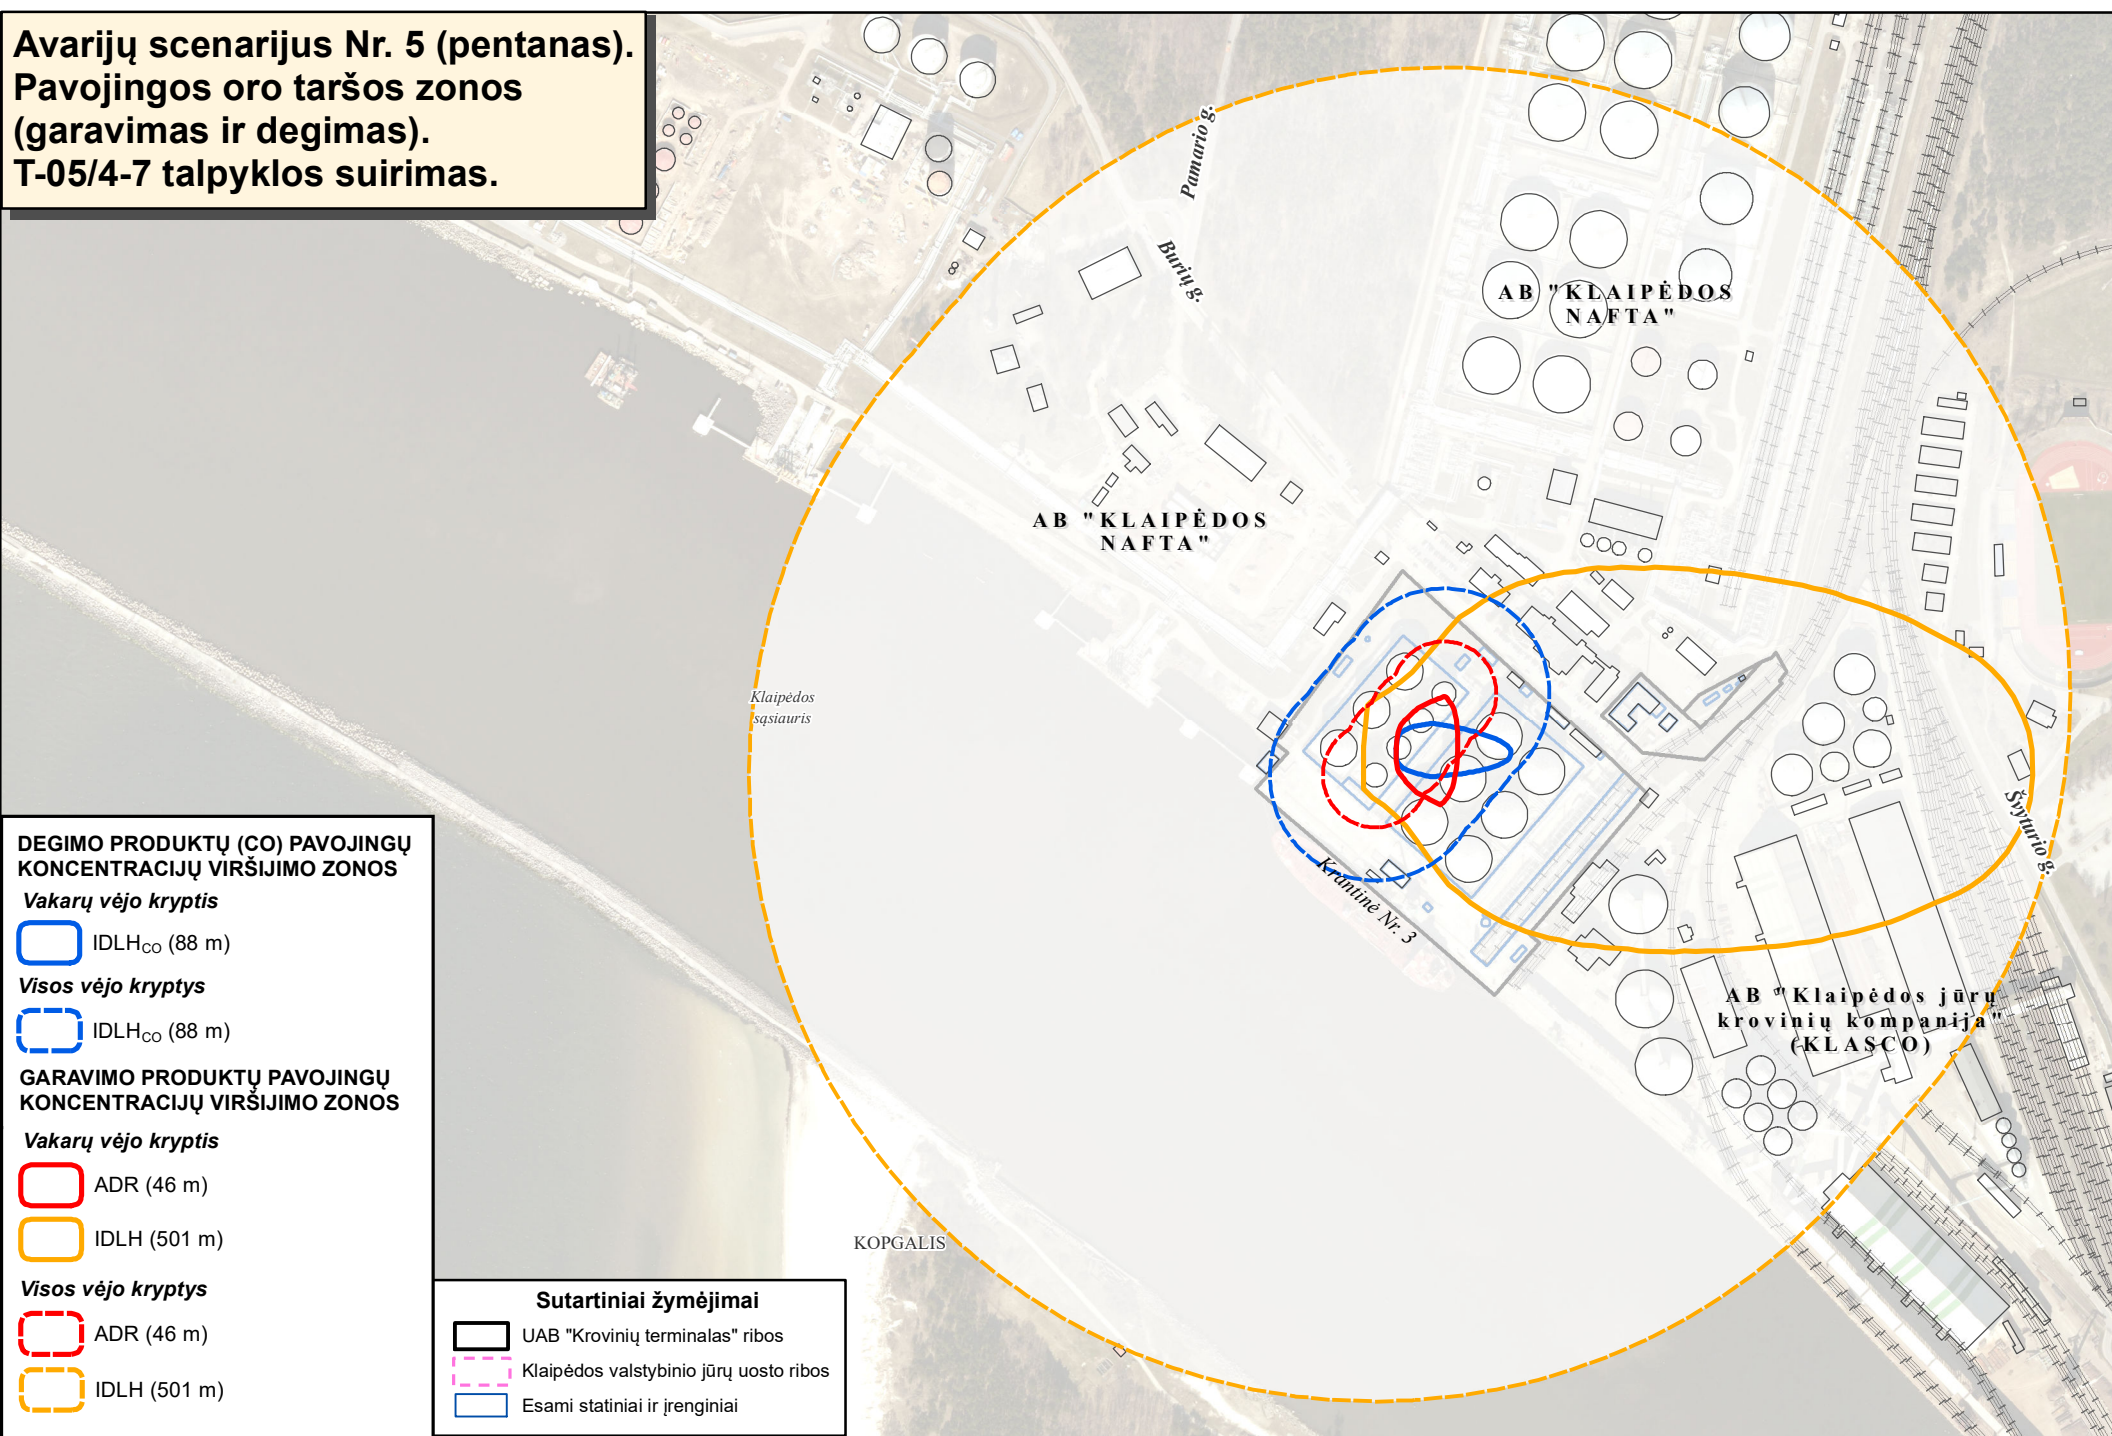 Avarijų scenarijus Nr. 5 (pentanas).
Pavojingos oro taršos zonos
(garavimas ir degimas).
T-05/4-7 talpyklos suirimas.
Pamario g.
Burių g.
AB "KLAIPĖDOS
NAFTA"
AB "KLAIPĖDOS
NAFTA"
Klaipėdos
sąsiauris
Švyturio g.
Krantinė Nr. 3
AB "Klaipėdos jūrų
krovinių kompanija"
(KLASCO)
KOPGALIS
DEGIMO PRODUKTŲ (CO) PAVOJINGŲ
KONCENTRACIJŲ VIRŠIJIMO ZONOS
Vakarų vėjo kryptis
IDLHCO (88 m)
Visos vėjo kryptys
IDLHCO (88 m)
GARAVIMO PRODUKTŲ PAVOJINGŲ
KONCENTRACIJŲ VIRŠIJIMO ZONOS
Vakarų vėjo kryptis
ADR (46 m)
IDLH (501 m)
Visos vėjo kryptys
ADR (46 m)
IDLH (501 m)
Sutartiniai žymėjimai
UAB "Krovinių terminalas" ribos
Klaipėdos valstybinio jūrų uosto ribos
Esami statiniai ir įrenginiai